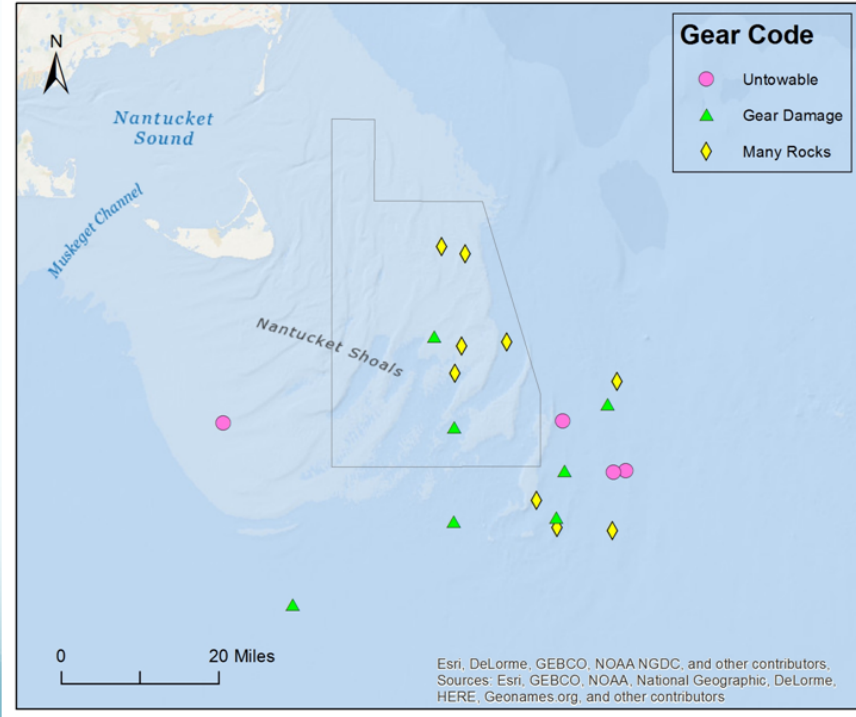 Gear Code
Untowable
Gear Damage
Many Rocks
N
Nantucket
Sound
Muskeget Channel
Nantucket Shoals
0 20 Miles
Esri, DeLorme, GEBCO, NOAA NGDC, and other contributors,
Sources: Esri, GEBCO, NOAA, National Geographic, DeLorme,
HERE, Geonames.org, and other contributors